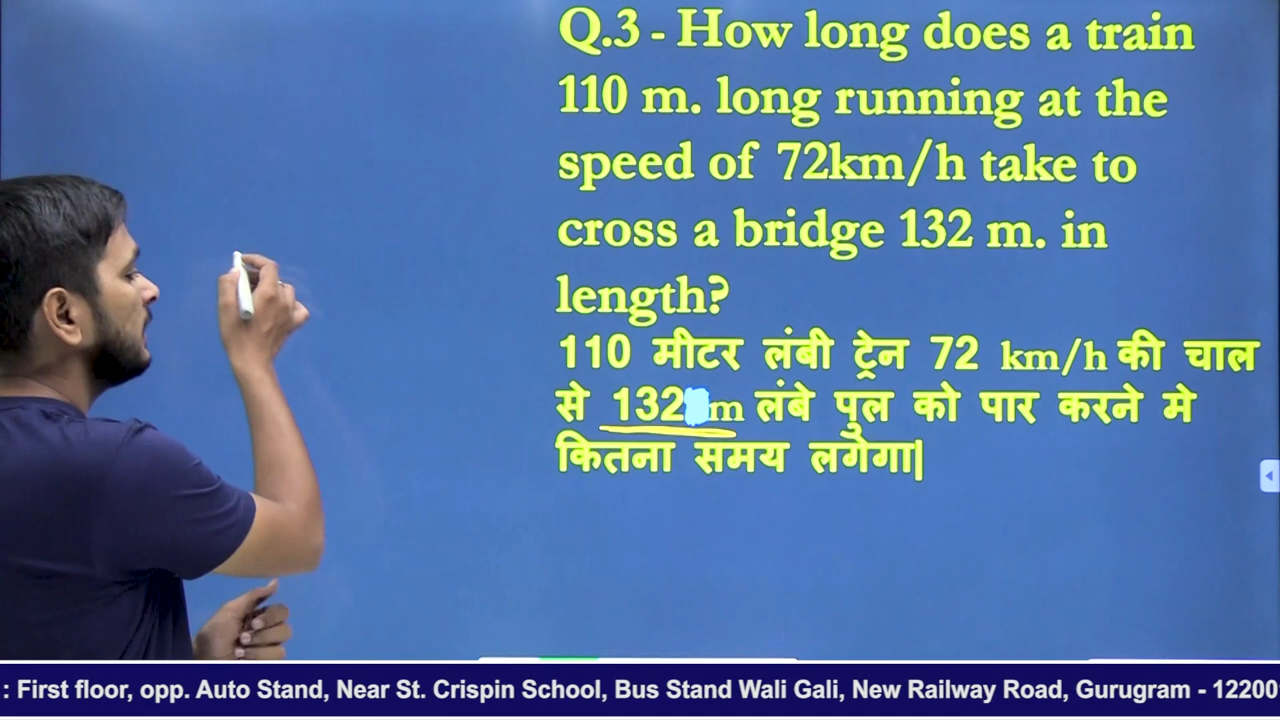 Q.3 - How long does a train
110 m. long running at the
speed of 72km/h take to
cross a bridge 132 m. in
length?
110 मीटर लंबी ट्रेन 72 km/h की चाल
से 132 m लंबे पुल को पार करने मे
कितना समय लगेगा|
: First floor, opp. Auto Stand, Near St. Crispin School, Bus Stand Wali Gali, New Railway Road, Gurugram - 12200